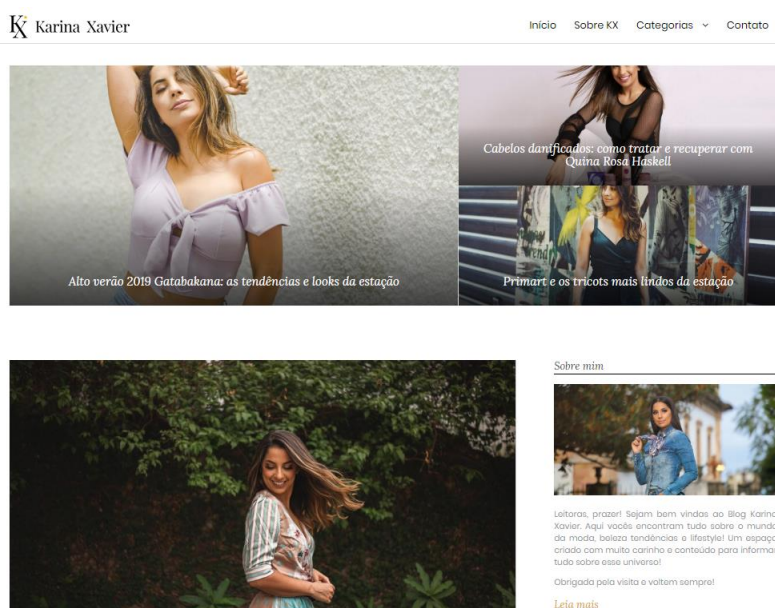 KX Karina Xavier
Início Sobre KX Categorias Contato
Cabelos danificados: como tratar e recuperar com
Quina Rosa Haskell
Alto verão 2019 Gatabakana: as tendências e looks da estação
Primart e os tricots mais lindos da estação
Sobre mim
Leitoras, prazer! Sejam bem vindas ao Blog Karina
Xavier. Aqui vocês encontram tudo sobre o mundo
da moda, beleza tendências e lifestyle! Um espaço
criado com muito carinho e conteúdo para informa
tudo sobre esse universo!
Obrigada pela visita e voltem sempre!
Leia mais